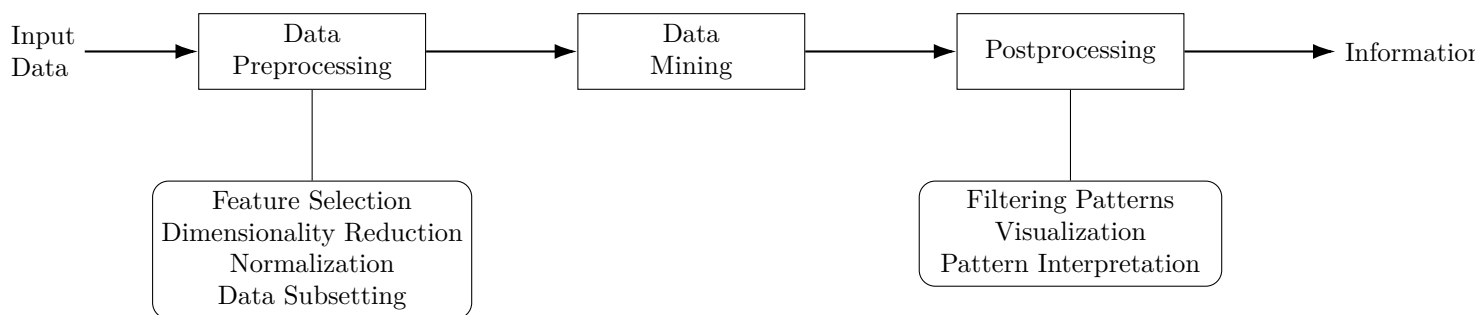 Input
Data
Data
Preprocessing
Data
Mining
Postprocessing
Information
Feature Selection
Dimensionality Reduction
Normalization
Data Subsetting
Filtering Patterns
Visualization
Pattern Interpretation